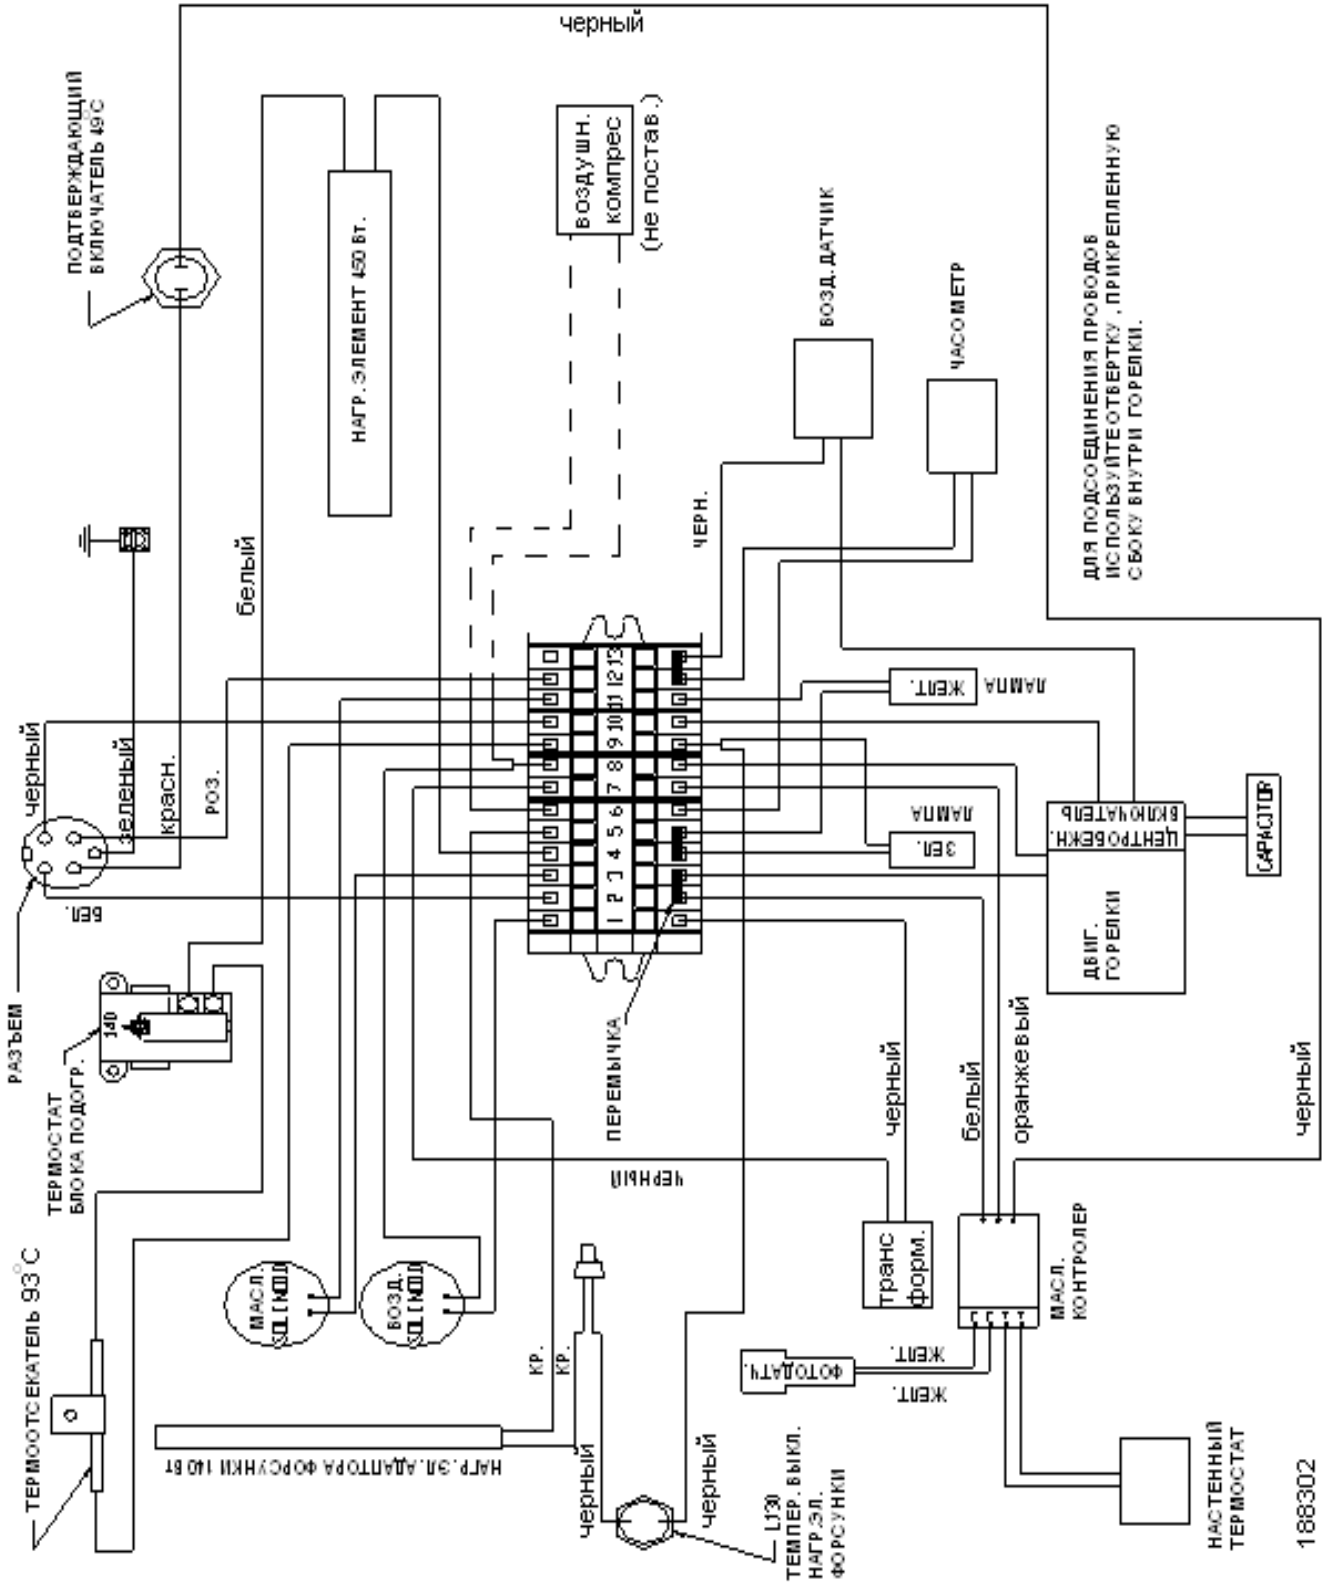 черный
ПОДТВЕРЖДАЮЩИЙ
ВКЛЮЧАТЕЛЬ 49°C
НАГР. ЭЛЕМЕНТ 450 Вт.
ВОЗДУШН.
КОМПРЕС
(не постав.)
ВОЗД. ДАТЧИК
ЧАСОМЕТР
ДЛЯ ПОДСОЕДИНЕНИЯ ПРОВОДОВ
ИСПОЛЬЗУЙТЕ ОТВЕРТКУ, ПРИКРЕПЛЕННУЮ
СБОКУ ВНУТРИ ГОРЕЛКИ.
белый
ЧЕРН.
черный
зеленый
красн.
РОЗ.
БЕЛ.
РАЗЪЕМ
1 2 3 4 5 6 7 8 9 10 11 12 13
ЖЕЛТ.
ЛАМПА
ЗЕЛ.
ЛАМПА
ЦЕНТРОБЕЖН.
ВКЛЮЧАТЕЛЬ
CAPACITOR
ДВИГ.
ГОРЕЛКИ
140
ТЕРМОСТАТ
БЛОКА ПОДОГР.
ПЕРЕМЫЧКА
ЧЕРНЫЙ
черный
белый
оранжевый
черный
ТЕРМООТСЕКАТЕЛЬ 93°C
МАСЛ.
SOLENOID
ВОЗД.
SOLENOID
КР.
КР.
транс
форм.
МАСЛ.
КОНТРОЛЕР
ФОТОДАТЧ.
ЖЕЛТ.
ЖЕЛТ.
НАГР. ЭЛ. АДАПТОРА ФОРСУНКИ 140 Вт
черный
черный
L130
ТЕМПЕР. ВЫКЛ.
НАГР.ЭЛ.
ФОРСУНКИ
НАСТЕННЫЙ
ТЕРМОСТАТ
188302